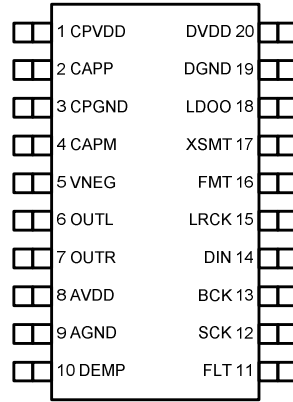 1 CPVDD DVDD 20
2 CAPP DGND 19
3 CPGND LDOO 18
4 CAPM XSMT 17
5 VNEG FMT 16
6 OUTL LRCK 15
7 OUTR DIN 14
8 AVDD BCK 13
9 AGND SCK 12
10 DEMP FLT 11